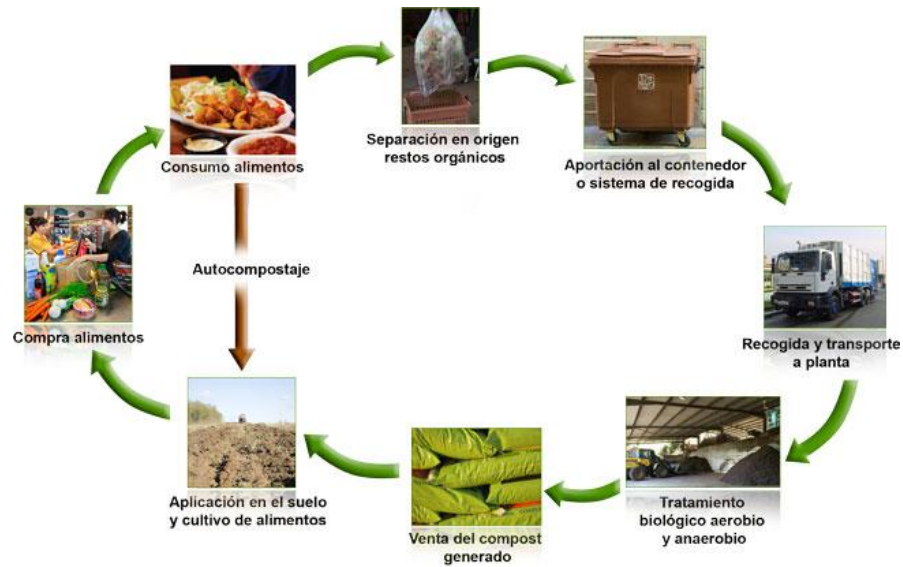 Consumo alimentos
Separación en origen
restos orgánicos
Aportación al contenedor
o sistema de recogida
Recogida y transporte
a planta
Tratamiento
biológico aerobio
y anaerobio
Venta del compost
generado
Aplicación en el suelo
y cultivo de alimentos
Compra alimentos
Autocompostaje